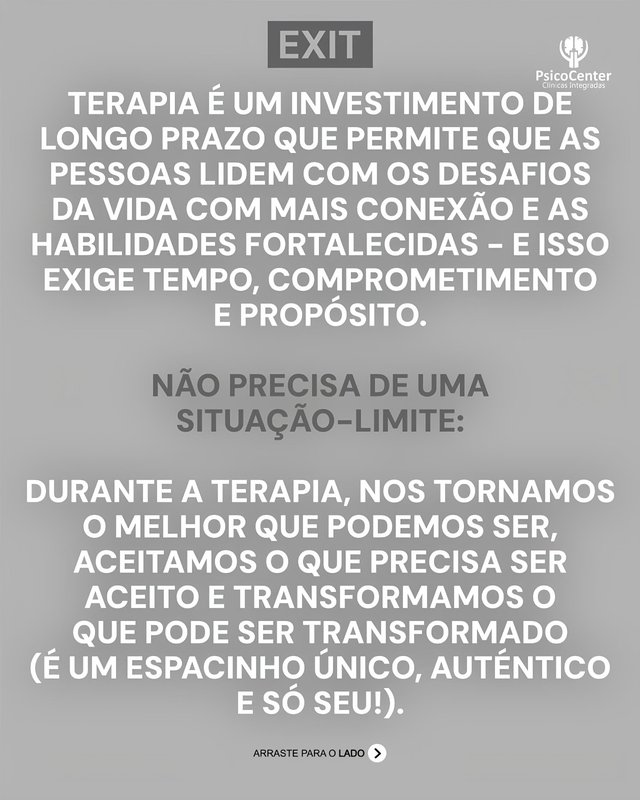 EXIT
PsicoCenter
Clínicas Integradas
TERAPIA É UM INVESTIMENTO DE
LONGO PRAZO QUE PERMITE QUE AS
PESSOAS LIDEM COM OS DESAFIOS
DA VIDA COM MAIS CONEXÃO E AS
HABILIDADES FORTALECIDAS – E ISSO
EXIGE TEMPO, COMPROMETIMENTO
E PROPÓSITO.
NÃO PRECISA DE UMA
SITUAÇÃO-LIMITE:
DURANTE A TERAPIA, NOS TORNAMOS
O MELHOR QUE PODEMOS SER,
ACEITAMOS O QUE PRECISA SER
ACEITO E TRANSFORMAMOS O
QUE PODE SER TRANSFORMADO
(É UM ESPACINHO ÚNICO, AUTÉNTICO
E SÓ SEU!).
ARRASTE PARA O LADO